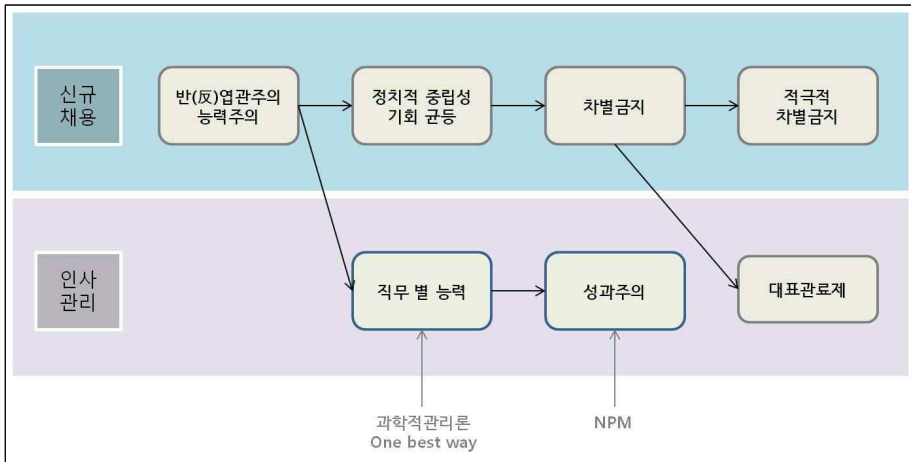 신규
채용
반(反)엽관주의
능력주의
정치적 중립성
기회 균등
차별금지
적극적
차별금지
인사
관리
직무 별 능력
성과주의
대표관료제
과학적관리론
One best way
NPM